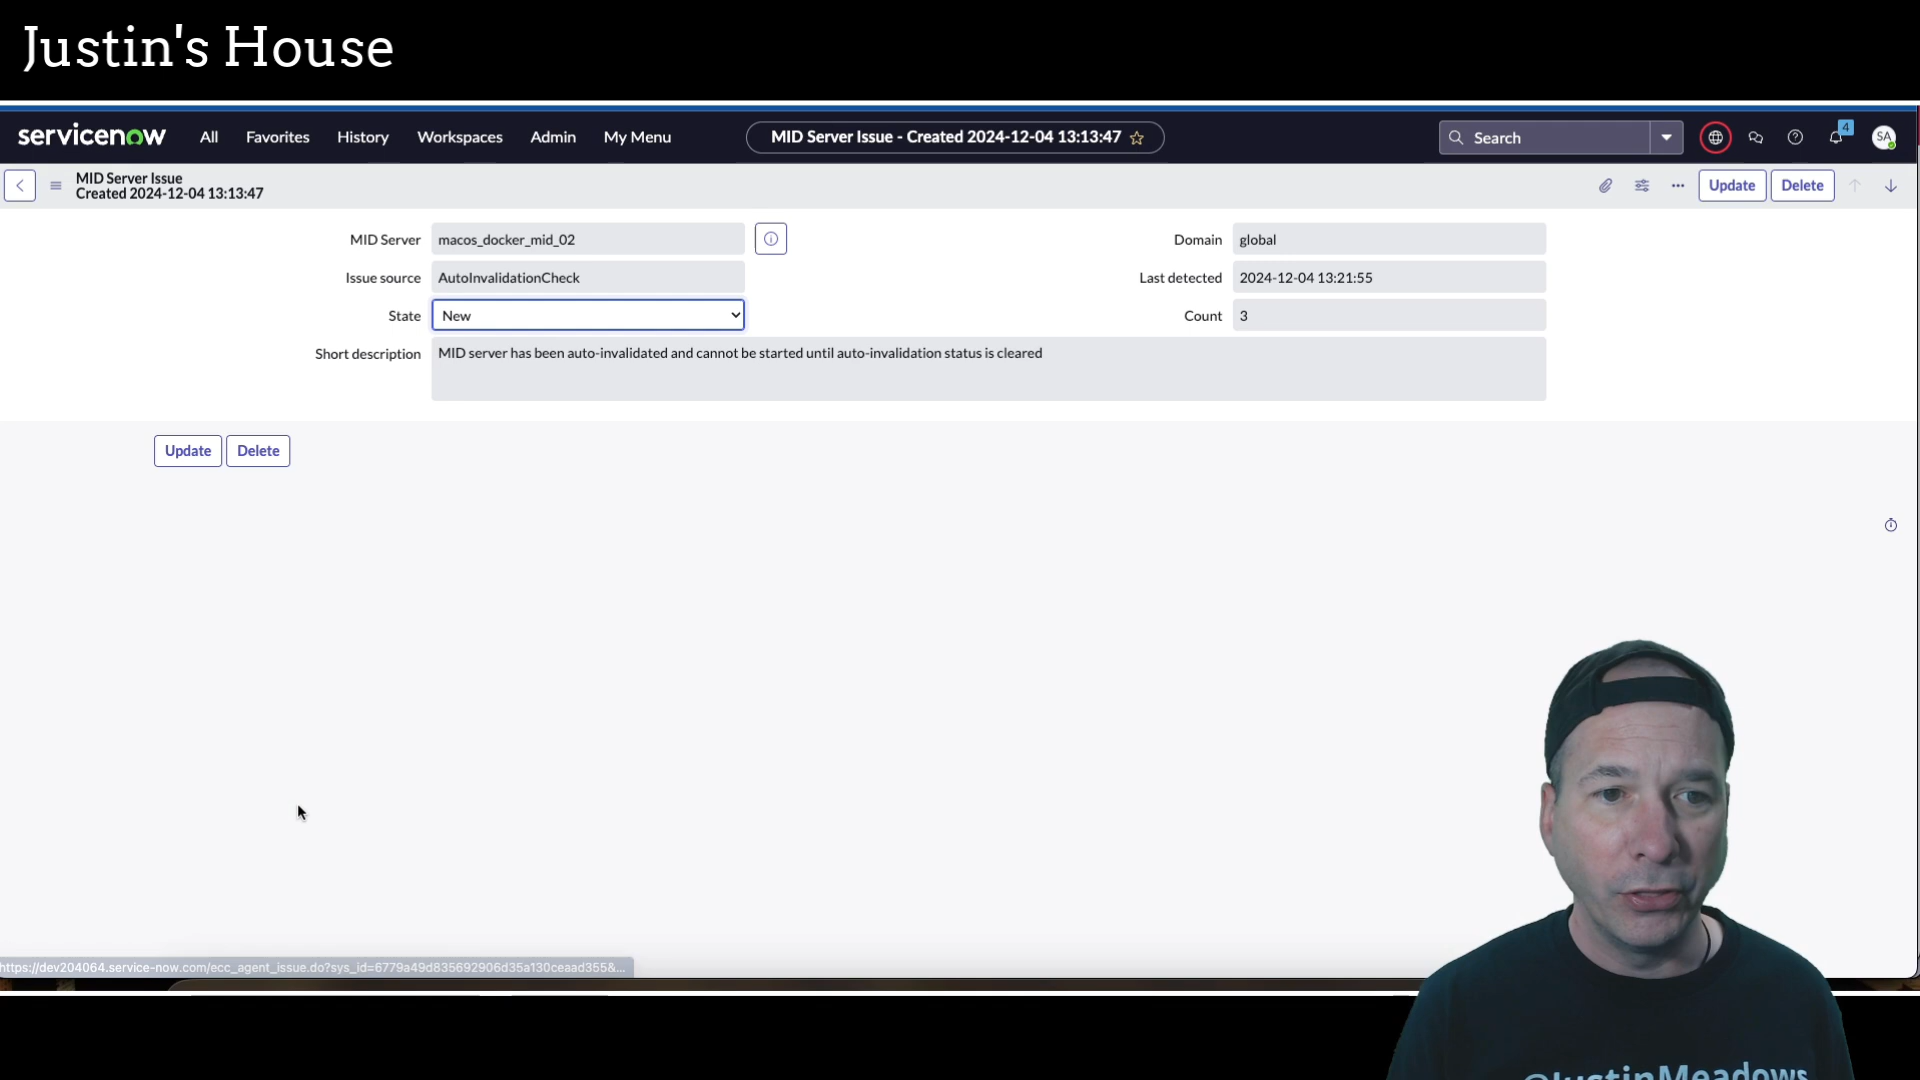 Justin's House
servicenow All Favorites History Workspaces Admin My Menu MID Server Issue - Created 2024-12-04 13:13:47 Search 4 SA
MID Server Issue
Created 2024-12-04 13:13:47
Update Delete
MID Server macos_docker_mid_02
Domain global
Issue source AutoInvalidationCheck
Last detected 2024-12-04 13:21:55
State New
Count 3
Short description MID server has been auto-invalidated and cannot be started until auto-invalidation status is cleared
Update Delete
https://dev204064.service-now.com/ecc_agent_issue.do?sys_id=6779a49d835692906d35a130ceaad355&...
@JustinMeadows